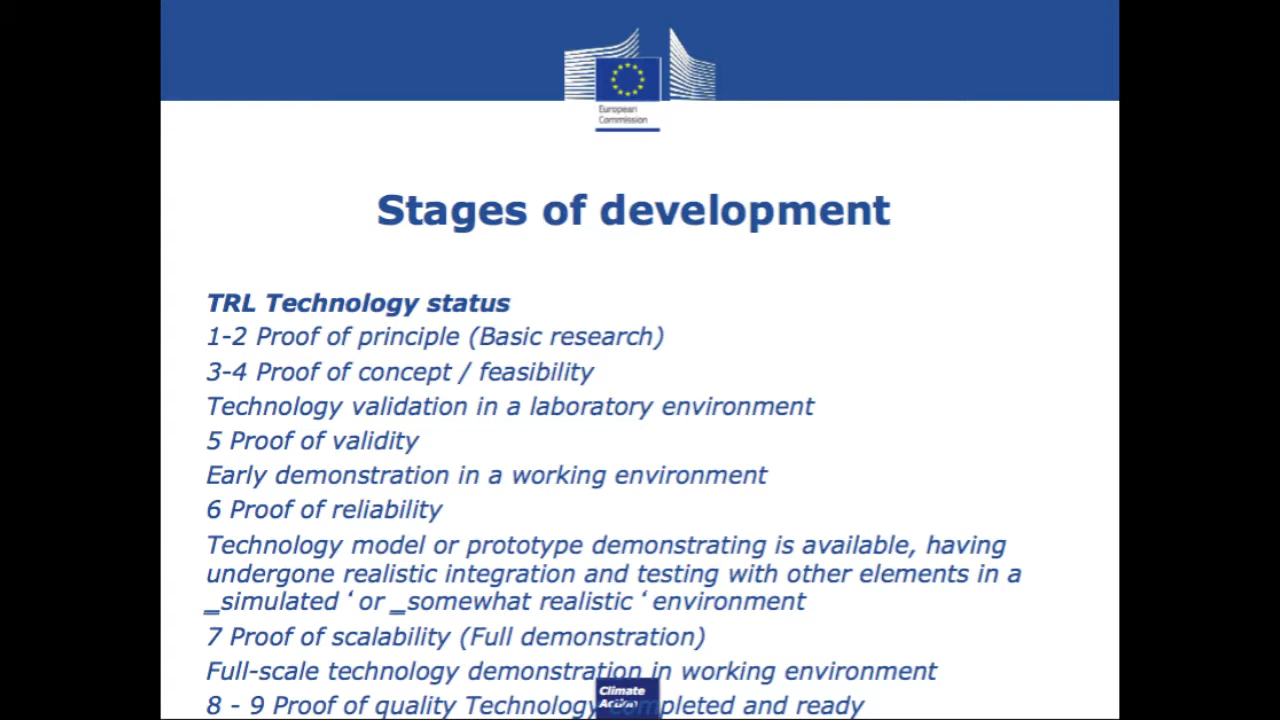 European
Commission
Stages of development
TRL Technology status
1-2 Proof of principle (Basic research)
3-4 Proof of concept / feasibility
Technology validation in a laboratory environment
5 Proof of validity
Early demonstration in a working environment
6 Proof of reliability
Technology model or prototype demonstrating is available, having
undergone realistic integration and testing with other elements in a
_simulated ‘ or _somewhat realistic ‘ environment
7 Proof of scalability (Full demonstration)
Full-scale technology demonstration in working environment
Climate
Action
8 - 9 Proof of quality Technology completed and ready